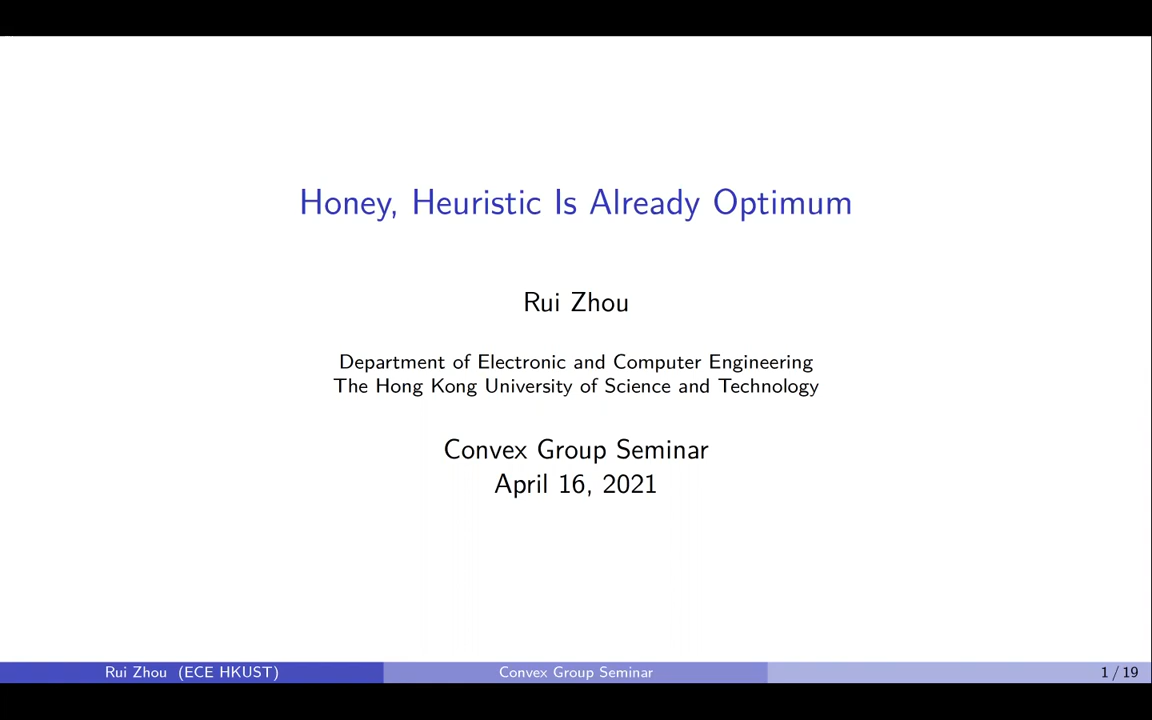 Honey, Heuristic Is Already Optimum
Rui Zhou
Department of Electronic and Computer Engineering
The Hong Kong University of Science and Technology
Convex Group Seminar
April 16, 2021
Rui Zhou (ECE HKUST)
Convex Group Seminar
1 / 19